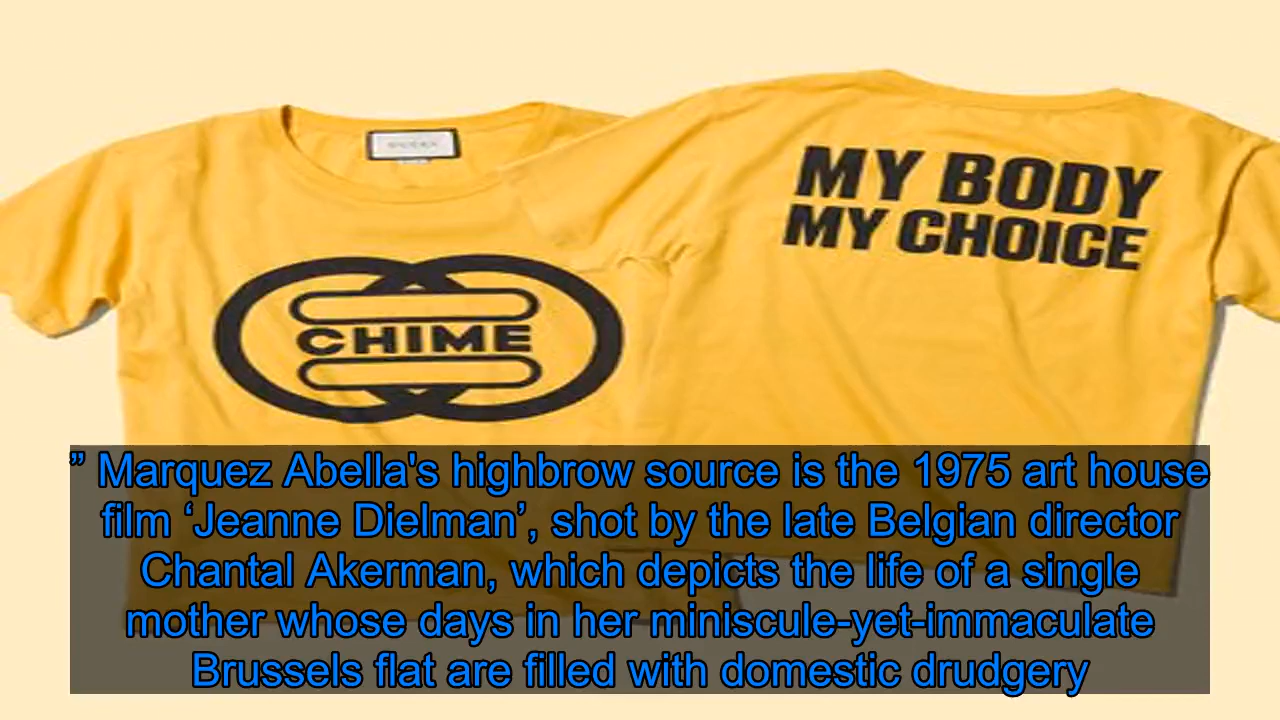 MY BODY
MY CHOICE
CHIME
” Marquez Abella's highbrow source is the 1975 art house
film ‘Jeanne Dielman’, shot by the late Belgian director
Chantal Akerman, which depicts the life of a single
mother whose days in her miniscule-yet-immaculate
Brussels flat are filled with domestic drudgery